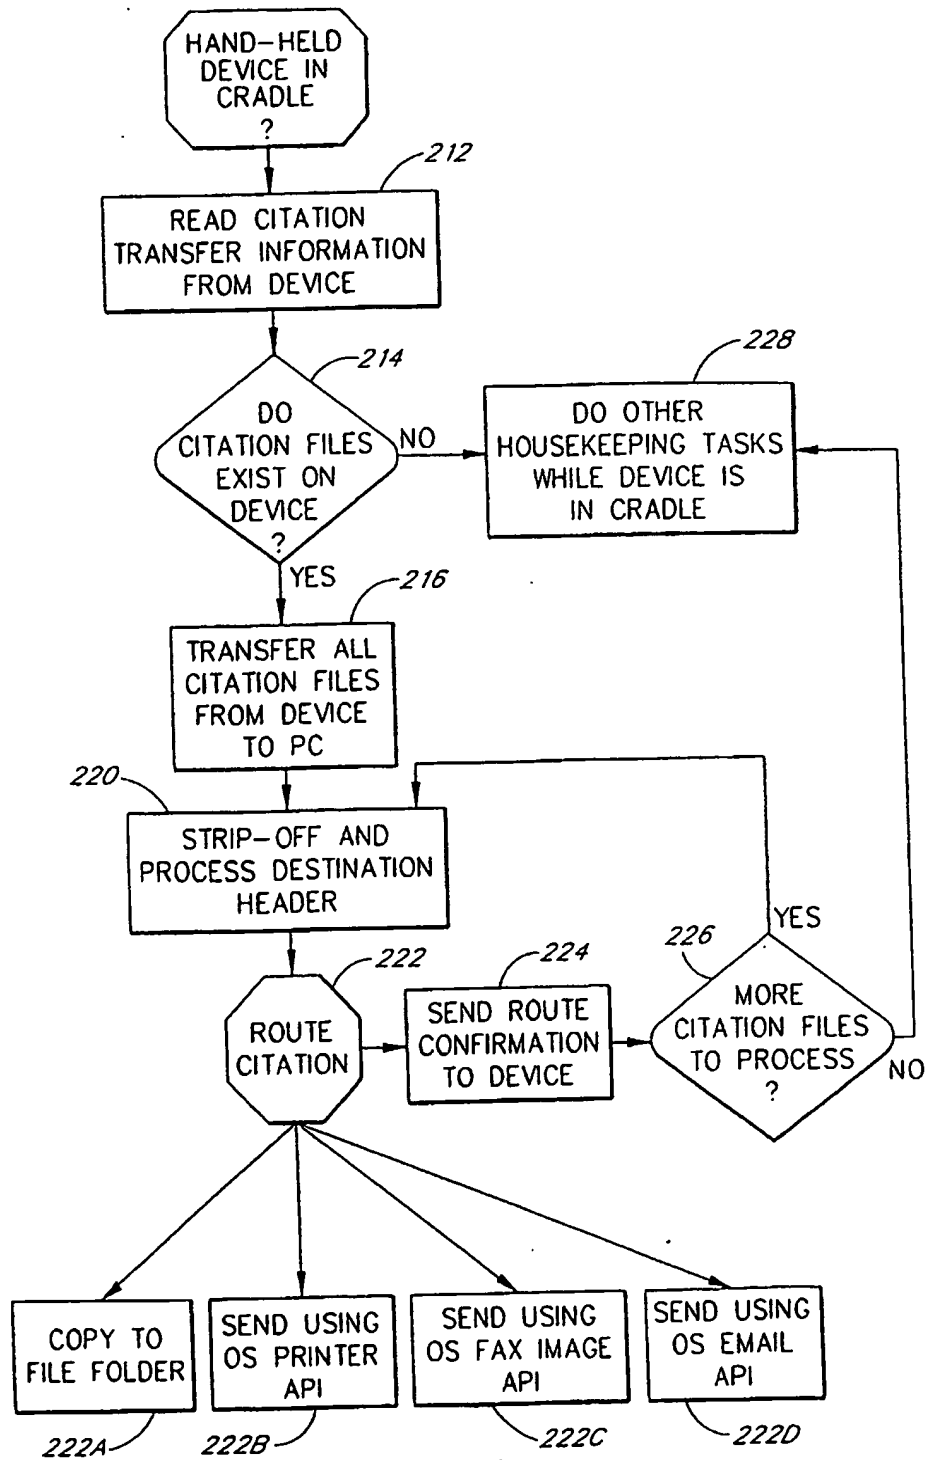 HAND-HELD
DEVICE IN
CRADLE
?
212
READ CITATION
TRANSFER INFORMATION
FROM DEVICE
214
DO
CITATION FILES
EXIST ON
DEVICE
?
NO
YES
228
DO OTHER
HOUSEKEEPING TASKS
WHILE DEVICE IS
IN CRADLE
216
TRANSFER ALL
CITATION FILES
FROM DEVICE
TO PC
220
STRIP-OFF AND
PROCESS DESTINATION
HEADER
222
ROUTE
CITATION
224
SEND ROUTE
CONFIRMATION
TO DEVICE
226
YES
MORE
CITATION FILES
TO PROCESS
?
NO
COPY TO
FILE FOLDER
222A
SEND USING
OS PRINTER
API
222B
SEND USING
OS FAX IMAGE
API
222C
SEND USING
OS EMAIL
API
222D